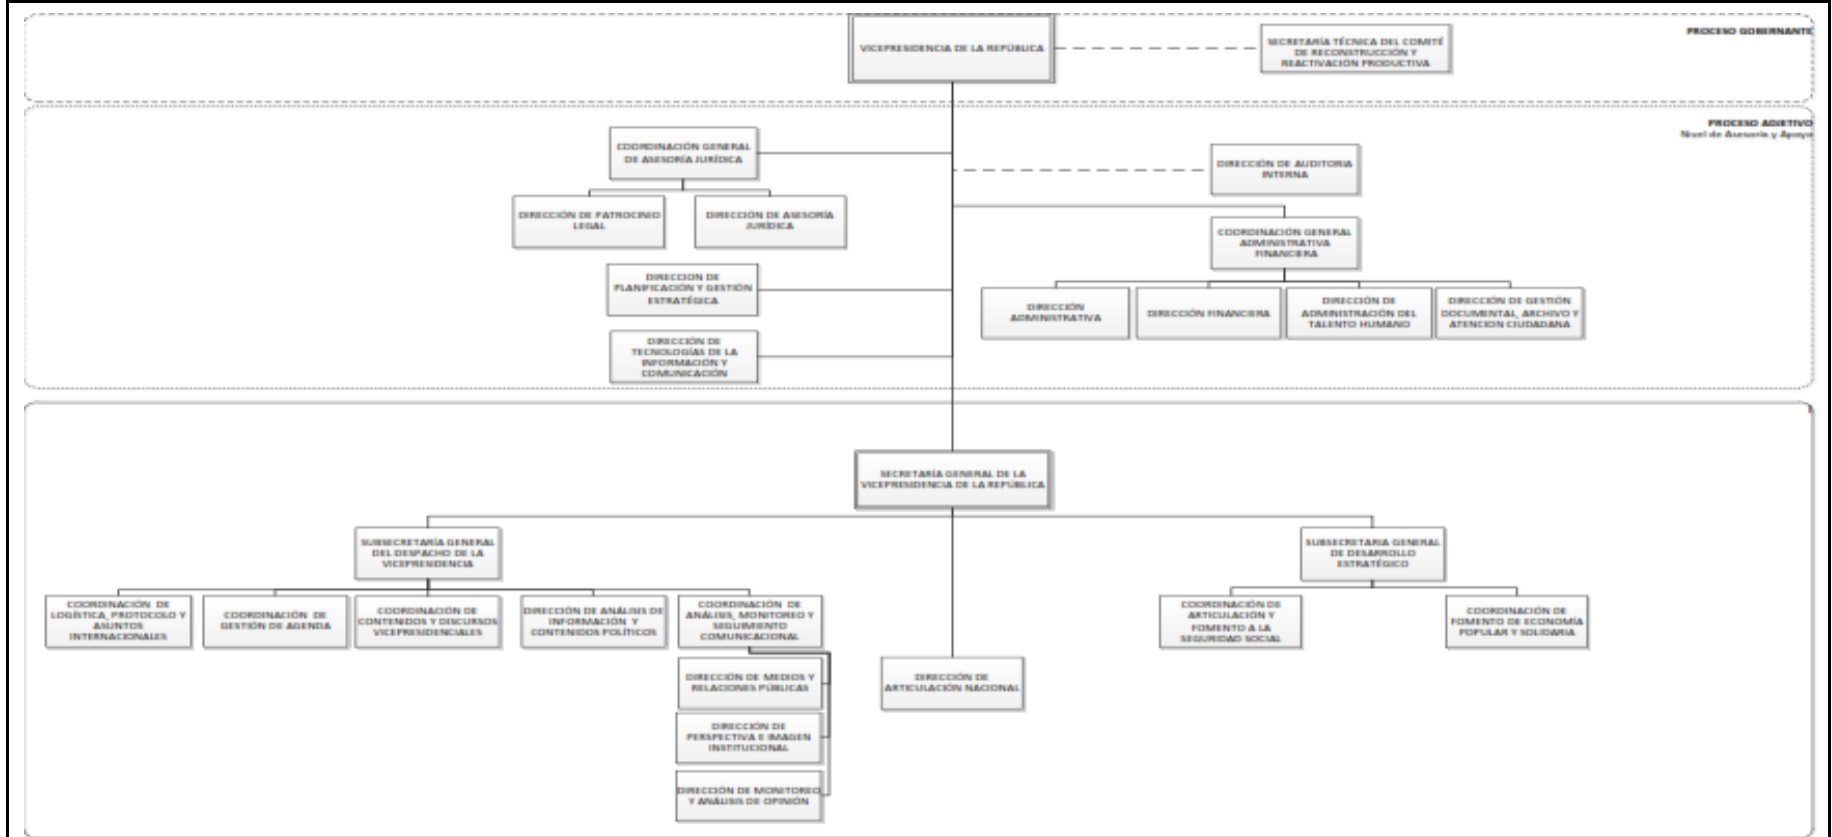 VICEPRESIDENCIA DE LA REPÚBLICA
SECRETARÍA TÉCNICA DEL COMITÉ
DE RECONSTRUCCIÓN Y
REACTIVACIÓN PRODUCTIVA
PROCESO GOBERNANTE
PROCESO ADJETIVO
Nivel de Asesoría y Apoyo
COORDINACIÓN GENERAL
DE ASESORÍA JURÍDICA
DIRECCIÓN DE PATROCINIO
LEGAL
DIRECCIÓN DE ASESORÍA
JURÍDICA
DIRECCIÓN DE AUDITORIA
INTERNA
COORDINACIÓN GENERAL
ADMINISTRATIVA
FINANCIERA
DIRECCION DE
PLANIFICACIÓN Y GESTIÓN
ESTRATÉGICA
DIRECCIÓN
ADMINISTRATIVA
DIRECCIÓN FINANCIERA
DIRECCIÓN DE
ADMINISTRACIÓN DEL
TALENTO HUMANO
DIRECCIÓN DE GESTIÓN
DOCUMENTAL, ARCHIVO Y
ATENCION CIUDADANA
DIRECCIÓN DE
TECNOLOGÍAS DE LA
INFORMACIÓN Y
COMUNICACIÓN
SECRETARÍA GENERAL DE LA
VICEPRESIDENCIA DE LA REPÚBLICA
SUBSECRETARÍA GENERAL
DEL DESPACHO DE LA
VICEPRESIDENCIA
SUBSECRETARIA GENERAL
DE DESARROLLO
ESTRATÉGICO
COORDINACIÓN DE
LOGÍSTICA, PROTOCOLO Y
ASUNTOS
INTERNACIONALES
COORDINACIÓN DE
GESTIÓN DE AGENDA
COORDINACIÓN DE
CONTENIDOS Y DISCURSOS
VICEPRESIDENCIALES
DIRECCIÓN DE ANÁLISIS DE
INFORMACIÓN Y
CONTENIDOS POLÍTICOS
COORDINACIÓN DE
ANÁLISIS, MONITOREO Y
SEGUIMIENTO
COMUNICACIONAL
COORDINACIÓN DE
ARTICULACIÓN Y
FOMENTO A LA
SEGURIDAD SOCIAL
COORDINACIÓN DE
FOMENTO DE ECONOMÍA
POPULAR Y SOLIDARIA
DIRECCIÓN DE MEDIOS Y
RELACIONES PÚBLICAS
DIRECCIÓN DE
ARTICULACIÓN NACIONAL
DIRECCIÓN DE
PERSPECTIVA E IMAGEN
INSTITUCIONAL
DIRECCIÓN DE MONITOREO
Y ANÁLISIS DE OPINIÓN